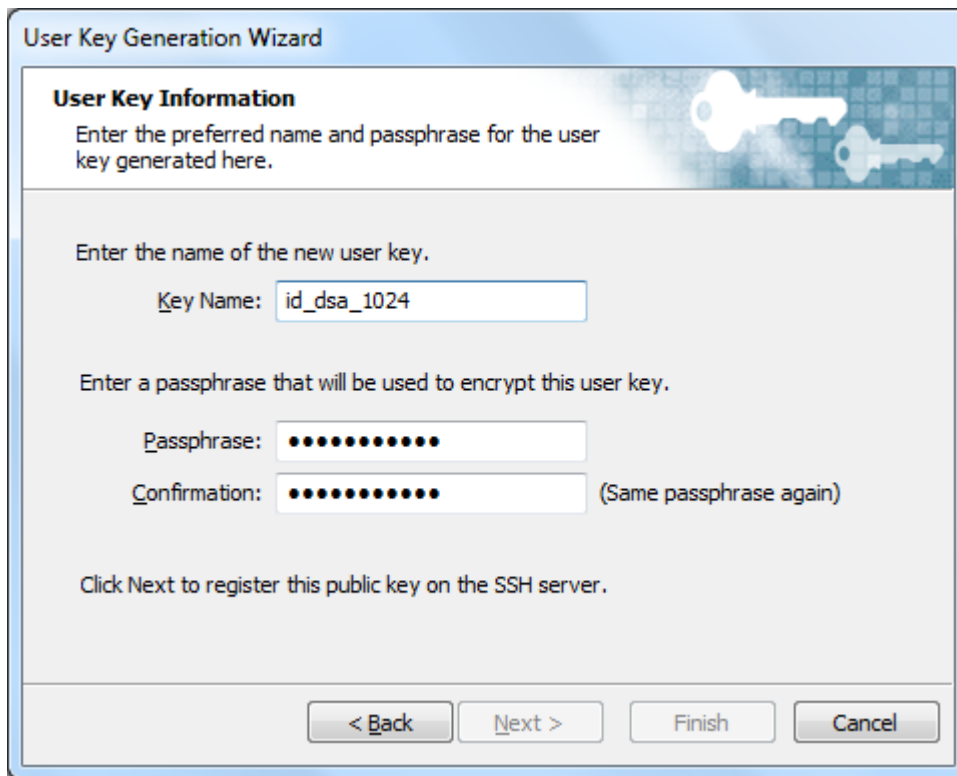 User Key Generation Wizard
User Key Information
Enter the preferred name and passphrase for the user
key generated here.
Enter the name of the new user key.
Key Name: id_dsa_1024
Enter a passphrase that will be used to encrypt this user key.
Passphrase: ●●●●●●●●●●●
Confirmation: ●●●●●●●●●●● (Same passphrase again)
Click Next to register this public key on the SSH server.
< Back Next > Finish Cancel